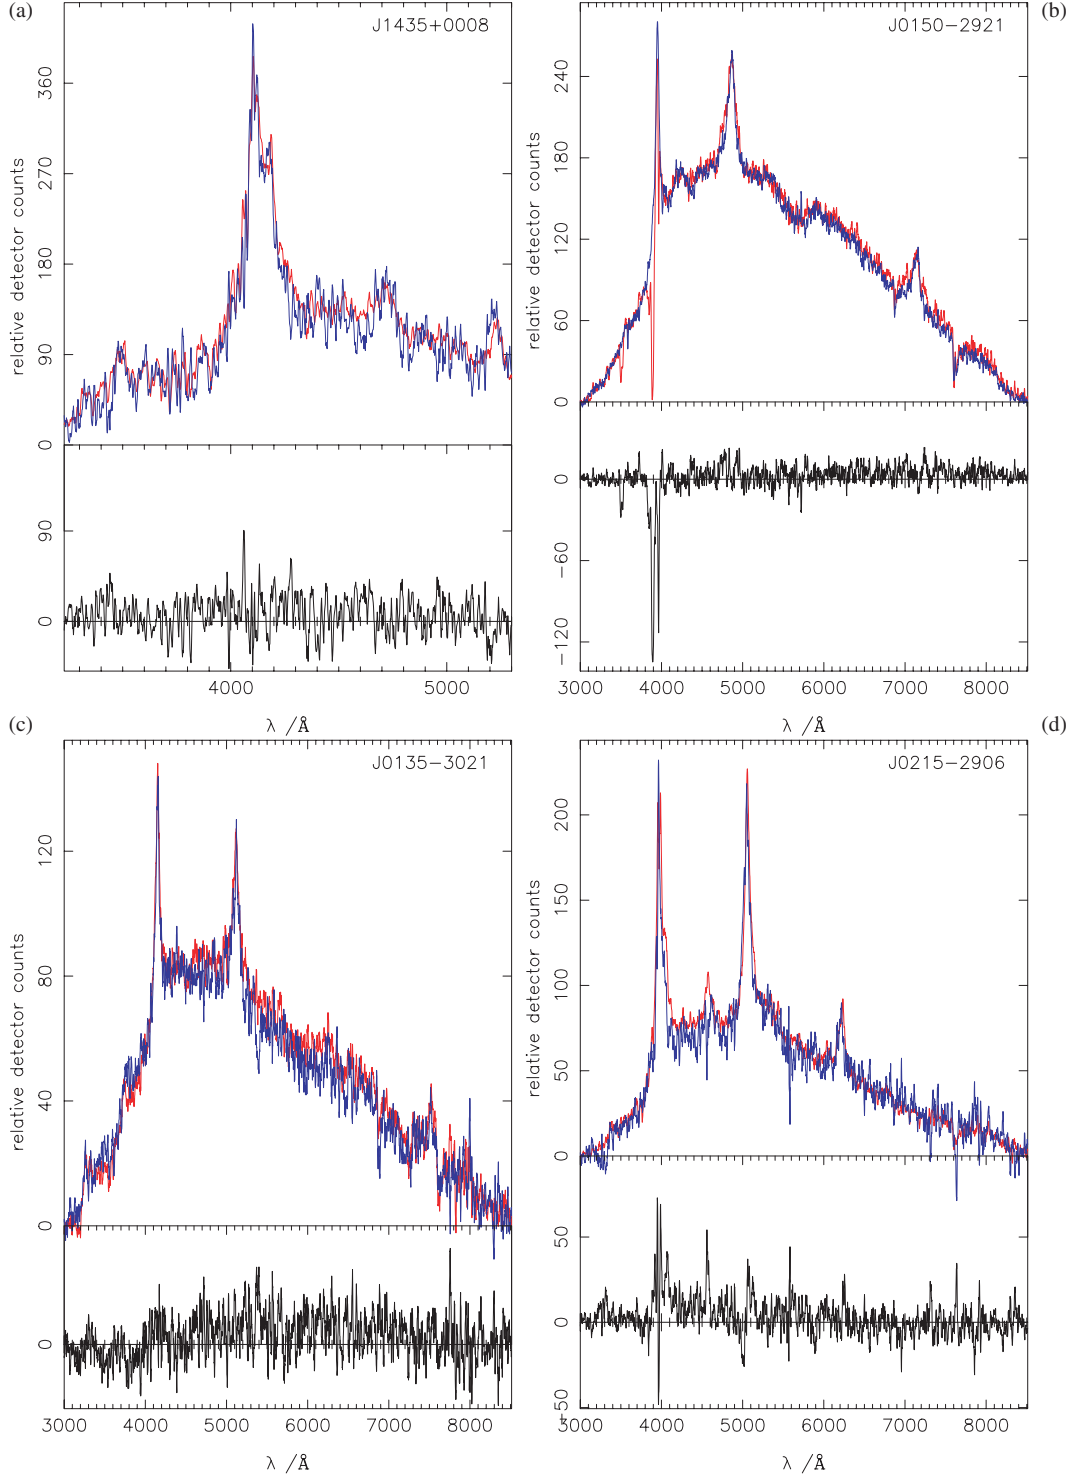 (a)
J1435+0008
relative detector counts
360
270
180
90
0
90
0
4000
5000
λ /Å
(b)
J0150−2921
relative detector counts
240
180
120
60
0
0
−60
−120
3000 4000 5000 6000 7000 8000
λ /Å
(c)
J0135−3021
relative detector counts
120
80
40
0
0
3000 4000 5000 6000 7000 8000
λ /Å
(d)
J0215−2906
relative detector counts
200
150
100
50
0
50
0
−50
3000 4000 5000 6000 7000 8000
λ /Å